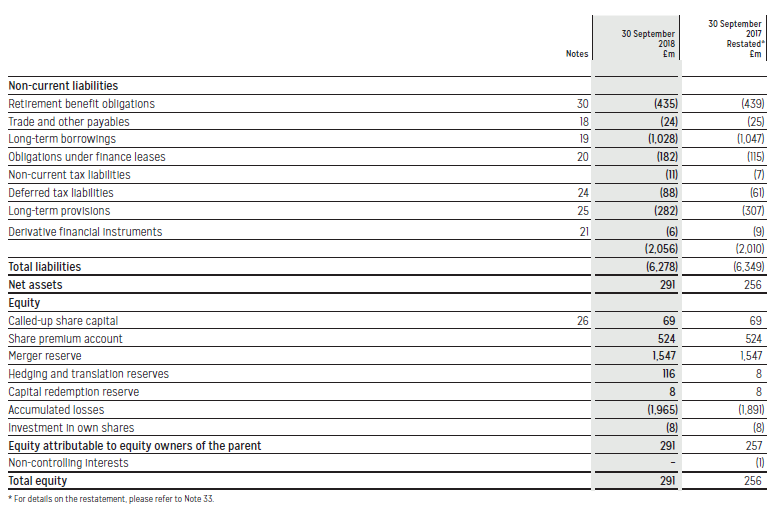 30 September 2018 £m
30 September 2017 Restated* £m
Notes
Non-current liabilities
Retirement benefit obligations 30 (435) (439)
Trade and other payables 18 (24) (25)
Long-term borrowings 19 (1,028) (1,047)
Obligations under finance leases 20 (182) (115)
Non-current tax liabilities (11) (7)
Deferred tax liabilities 24 (88) (61)
Long-term provisions 25 (282) (307)
Derivative financial instruments 21 (6) (9)
(2,056) (2,010)
Total liabilities (6,278) (6,349)
Net assets 291 256
Equity
Called-up share capital 26 69 69
Share premium account 524 524
Merger reserve 1,547 1,547
Hedging and translation reserves 116 8
Capital redemption reserve 8 8
Accumulated losses (1,965) (1,891)
Investment in own shares (8) (8)
Equity attributable to equity owners of the parent 291 257
Non-controlling interests – (1)
Total equity 291 256
* For details on the restatement, please refer to Note 33.